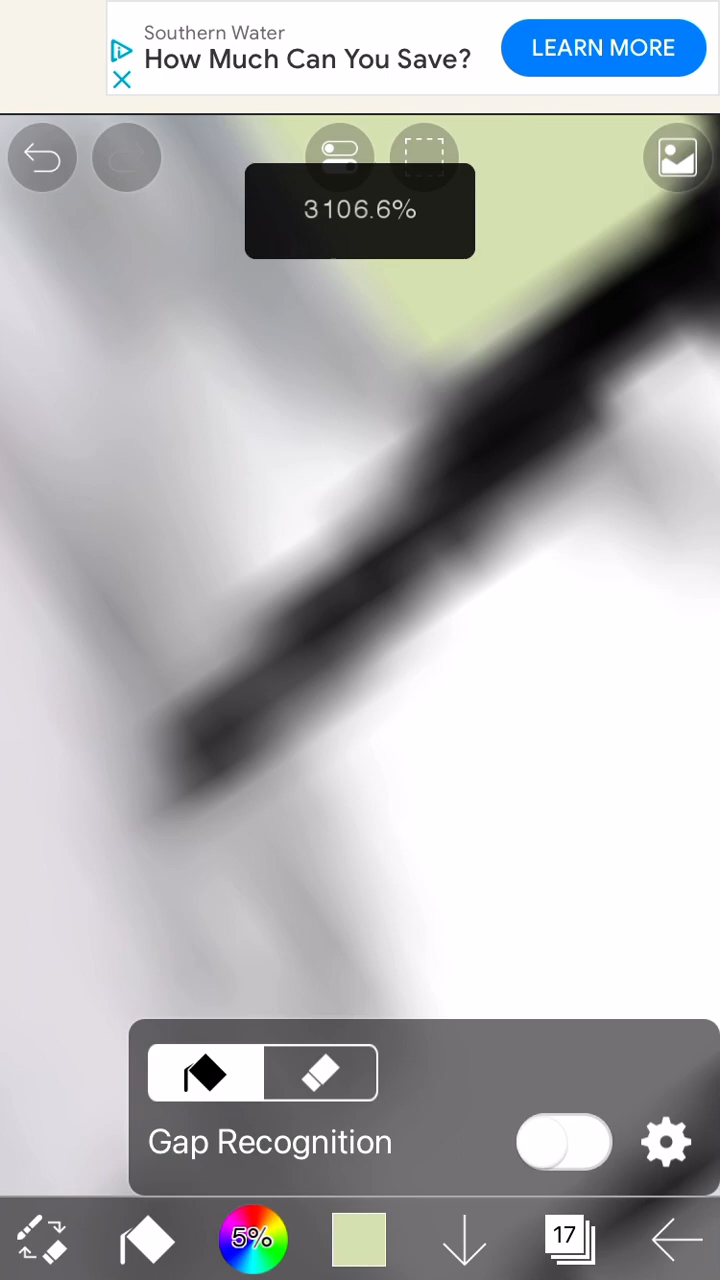 Southern Water
How Much Can You Save?
LEARN MORE
3106.6%
Gap Recognition
5%
17